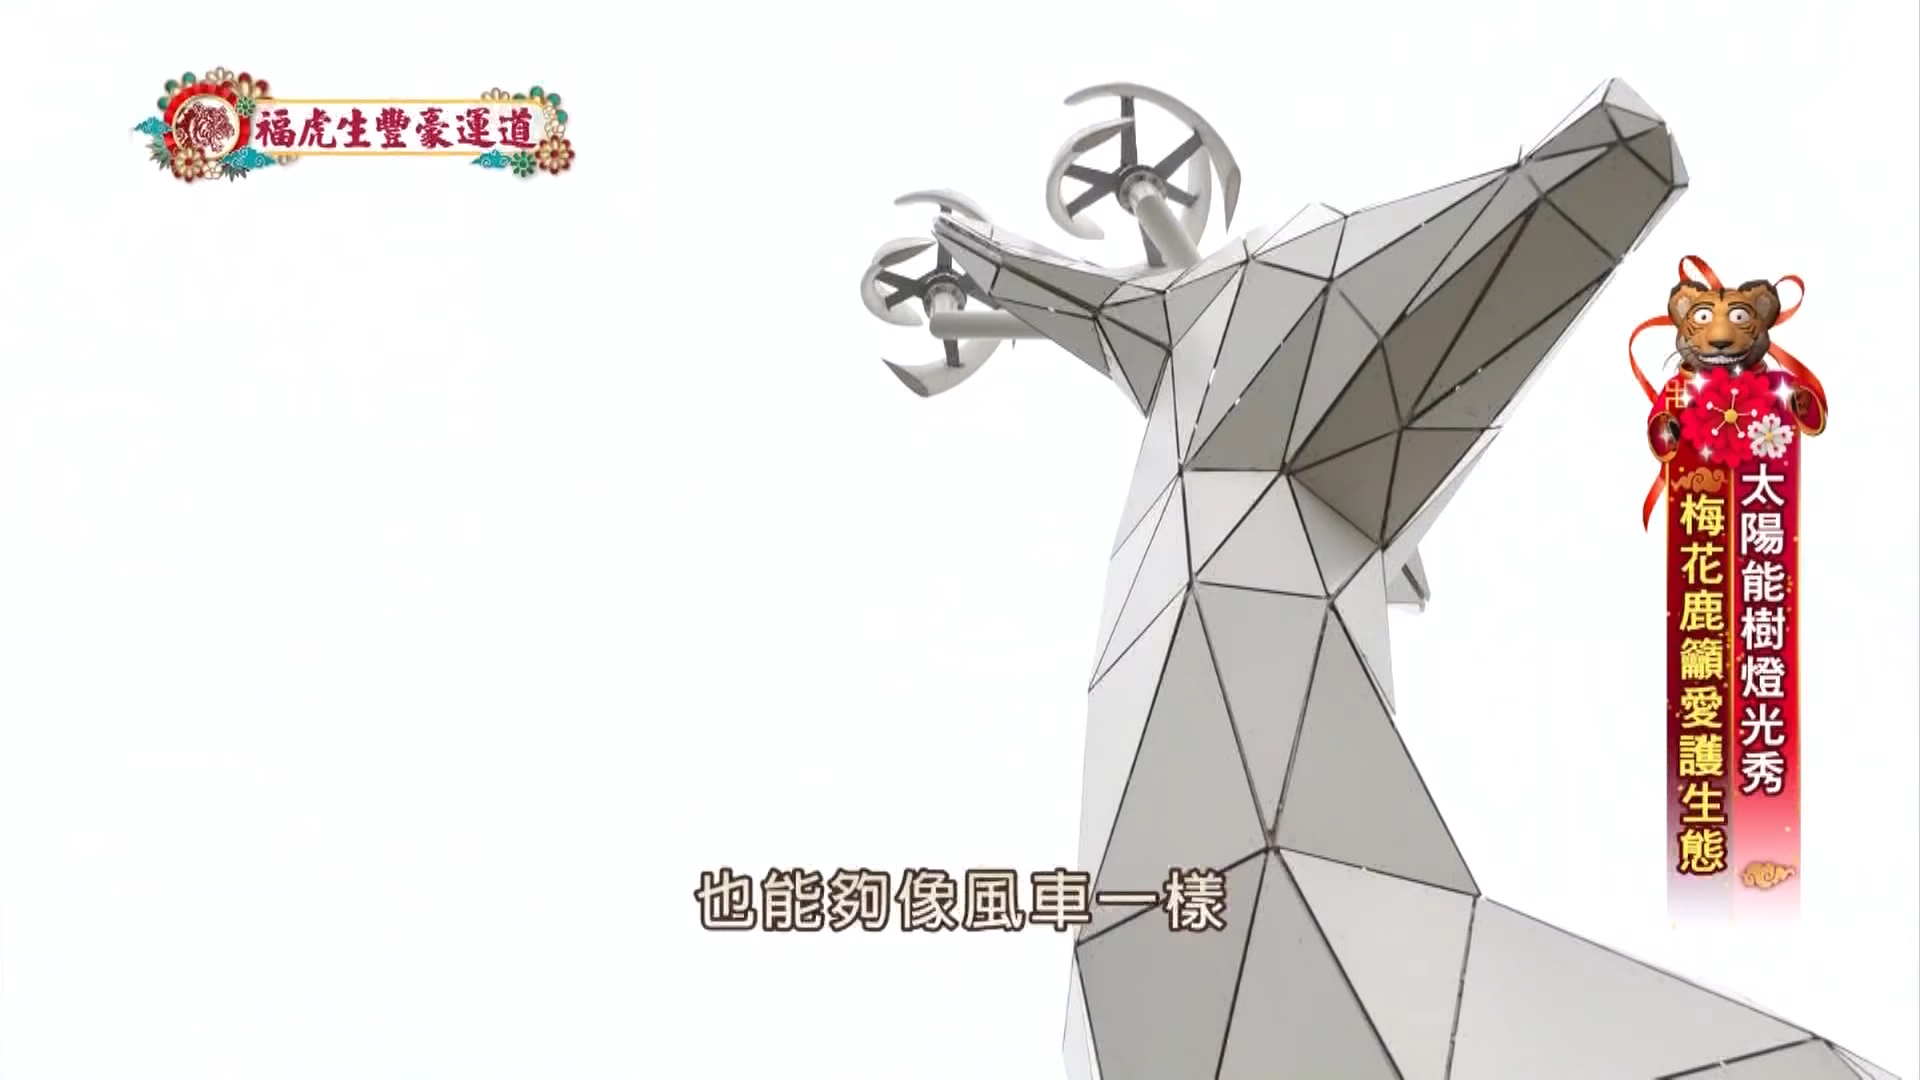 福虎生豐豪運道
太陽能樹燈光秀
梅花鹿籲愛護生態
也能夠像風車一樣